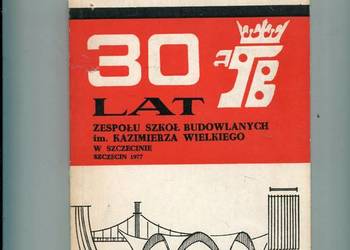 30
LAT
ZESPOŁU SZKÓŁ BUDOWLANYCH
im. KAZIMIERZA WIELKIEGO
W SZCZECINIE
SZCZECIN 1977